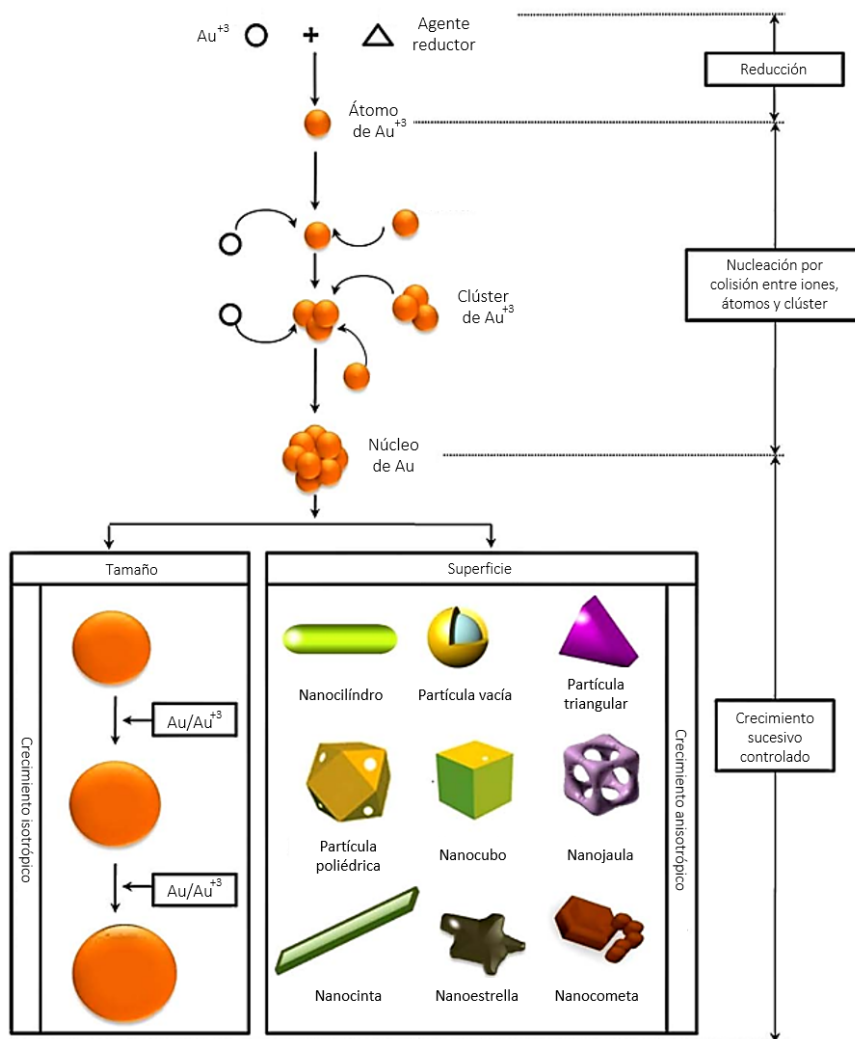 Au+3
+
Agente
reductor
Reducción
Átomo
de Au+3
Nucleación por
colisión entre iones,
átomos y clúster
Clúster
de Au+3
Núcleo
de Au
Tamaño
Superficie
Crecimiento isotrópico
Au/Au+3
Au/Au+3
Nanocilíndro
Partícula vacía
Partícula
triangular
Partícula
poliédrica
Nanocubo
Nanojaula
Nanocinta
Nanoestrella
Nanocometa
Crecimiento anisotrópico
Crecimiento
sucesivo
controlado